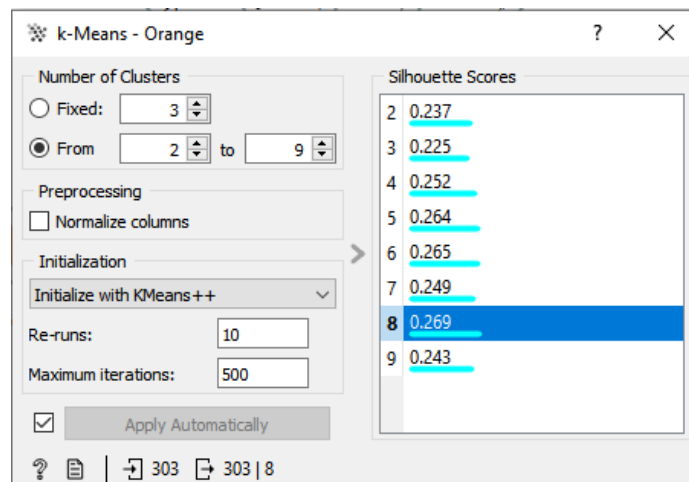 k-Means - Orange ? ×
Number of Clusters
Fixed: 3
From 2 to 9
Preprocessing
Normalize columns
Initialization
Initialize with KMeans++
Re-runs: 10
Maximum iterations: 500
Apply Automatically
? 303 303 | 8
Silhouette Scores
2 0.237
3 0.225
4 0.252
5 0.264
6 0.265
7 0.249
8 0.269
9 0.243